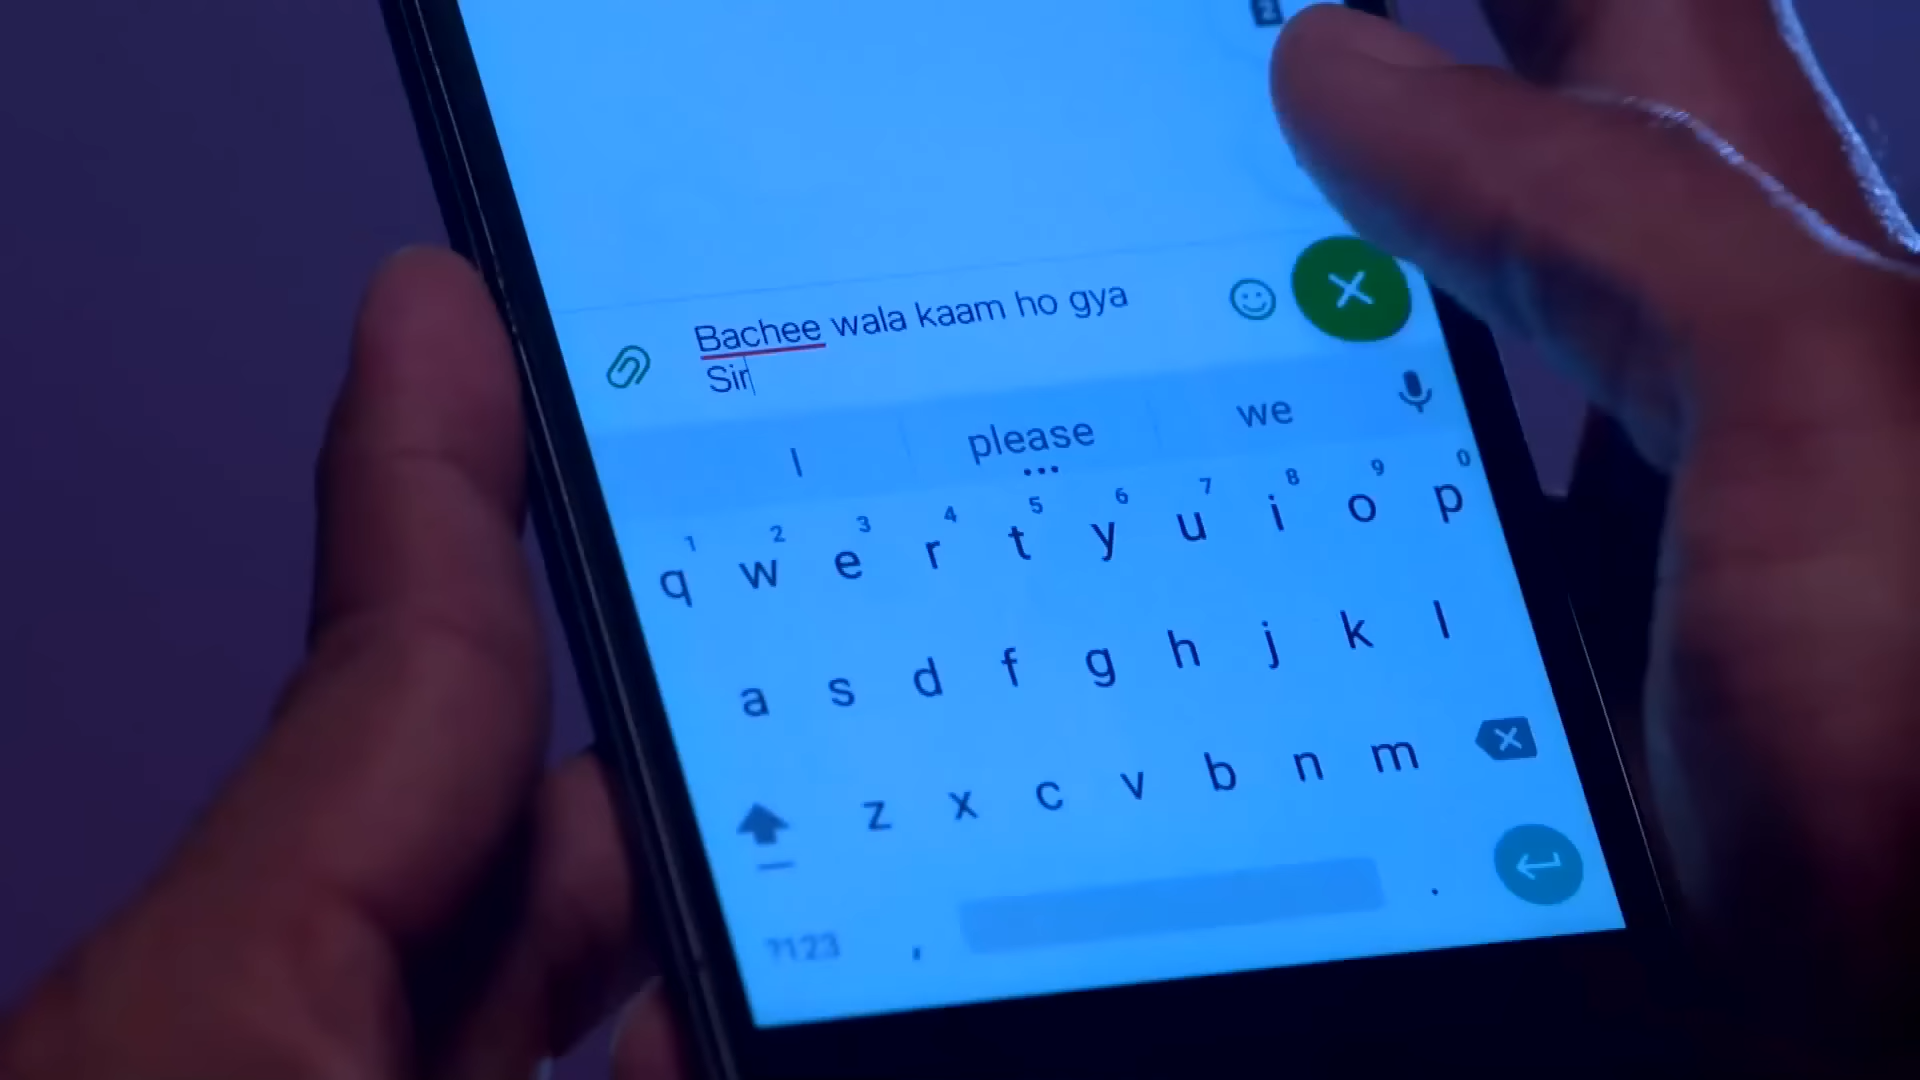 2
Bachee wala kaam ho gya
Sir
I please we
1 2 3 4 5 6 7 8 9 0
q w e r t y u i o p
a s d f g h j k l
z x c v b n m
?123 , .